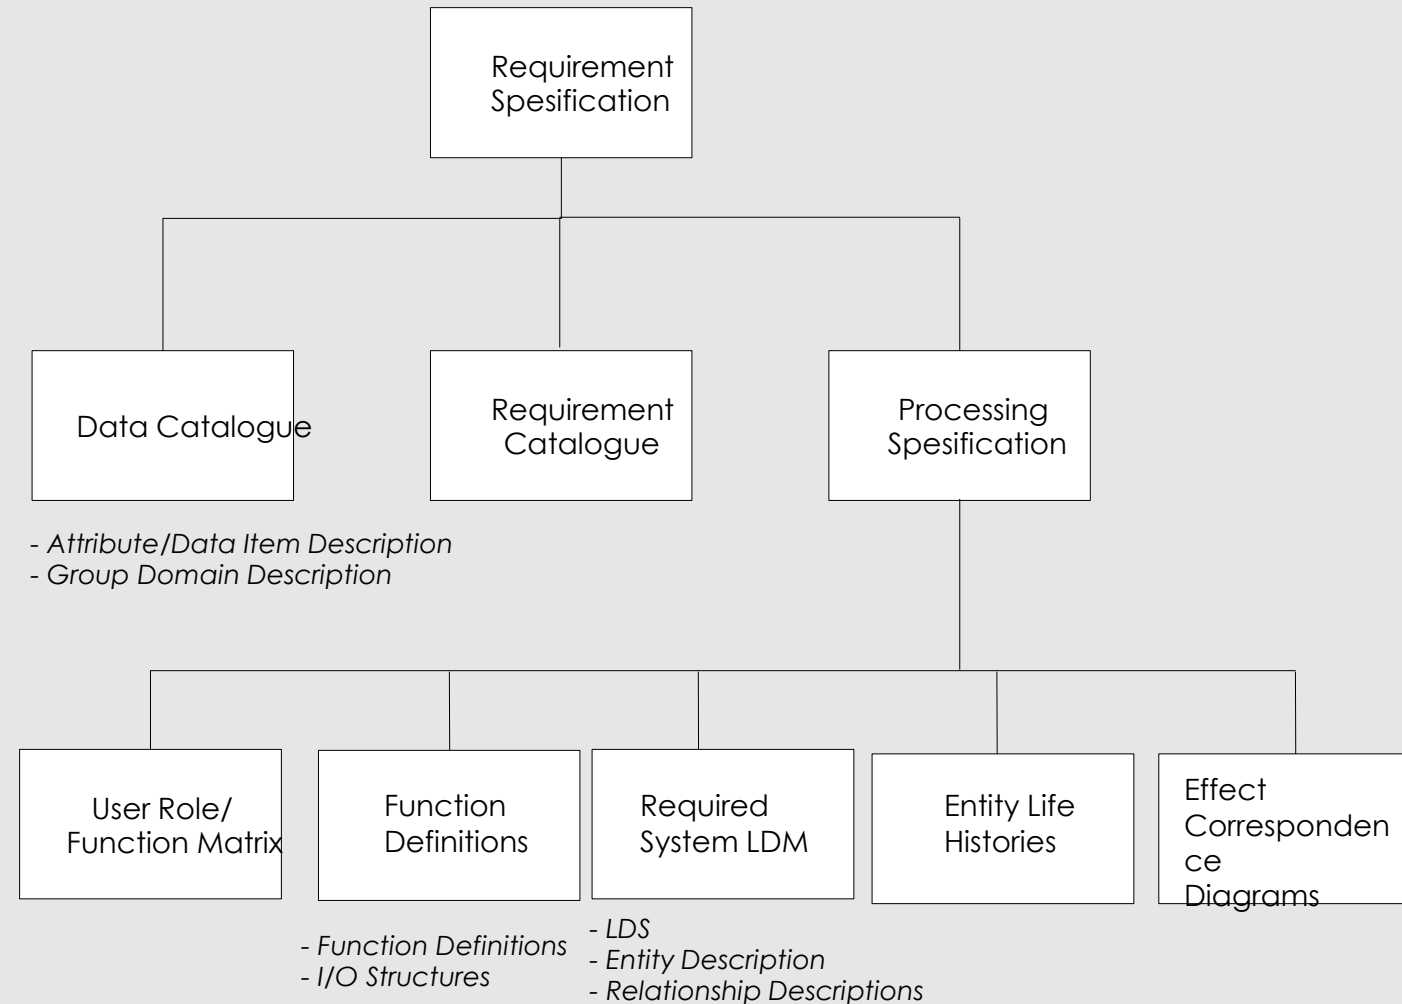 Requirement
Spesification
Data Catalogue
Requirement
Catalogue
Processing
Spesification
- Attribute/Data Item Description
- Group Domain Description
User Role/
Function Matrix
Function
Definitions
Required
System LDM
Entity Life
Histories
Effect
Corresponden
ce
Diagrams
- Function Definitions
- I/O Structures
- LDS
- Entity Description
- Relationship Descriptions